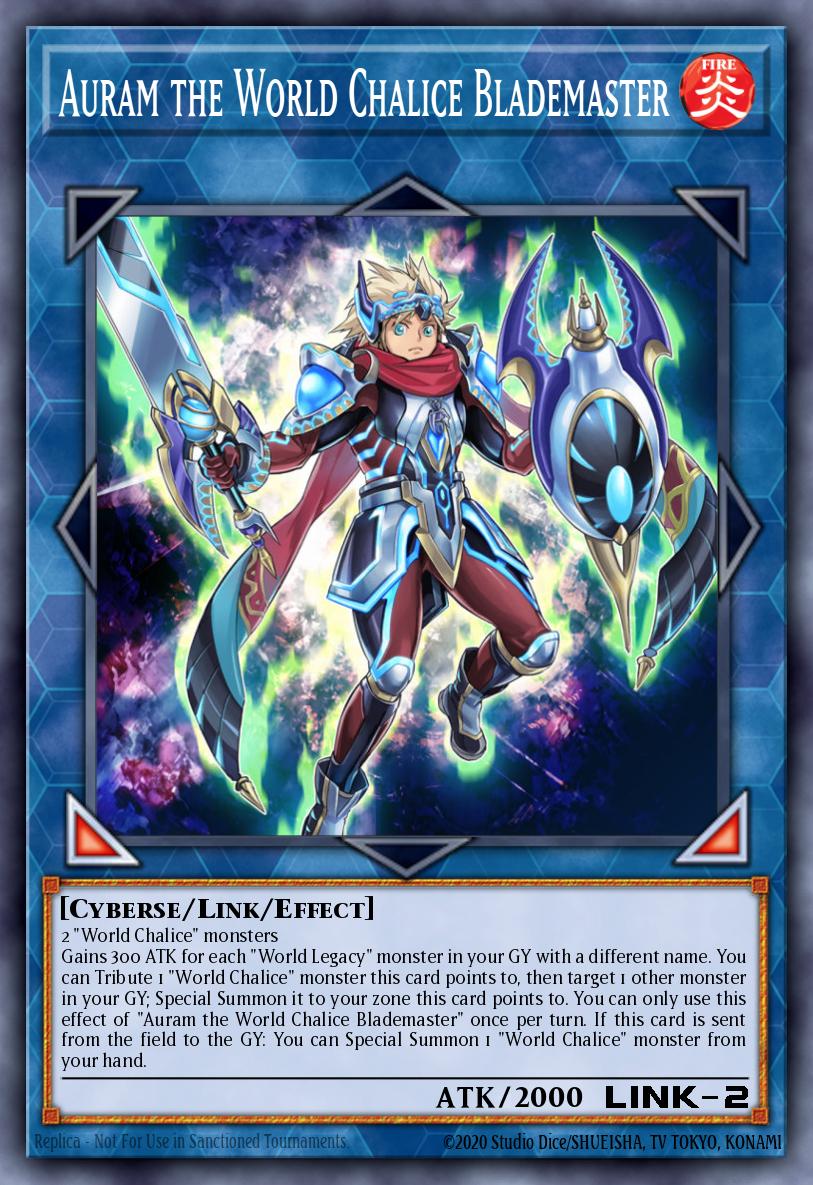 AURAM THE WORLD CHALICE BLADEMASTER
FIRE
炎
[CYBERSE/LINK/EFFECT]
2 "World Chalice" monsters
Gains 300 ATK for each "World Legacy" monster in your GY with a different name. You
can Tribute 1 "World Chalice" monster this card points to, then target 1 other monster
in your GY; Special Summon it to your zone this card points to. You can only use this
effect of "Auram the World Chalice Blademaster" once per turn. If this card is sent
from the field to the GY: You can Special Summon 1 "World Chalice" monster from
your hand.
ATK/2000 LINK-2
Replica - Not For Use in Sanctioned Tournaments.
©2020 Studio Dice/SHUEISHA, TV TOKYO, KONAMI